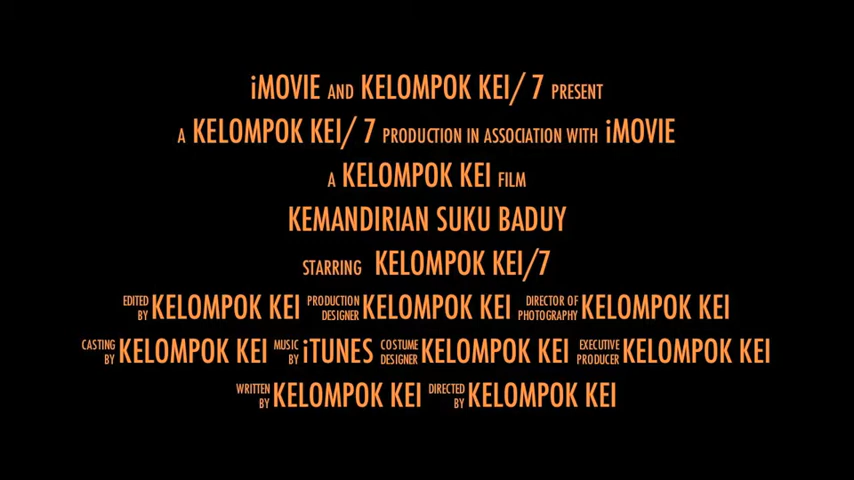 iMOVIE AND KELOMPOK KEI/ 7 PRESENT
A KELOMPOK KEI/ 7 PRODUCTION IN ASSOCIATION WITH iMOVIE
A KELOMPOK KEI FILM
KEMANDIRIAN SUKU BADUY
STARRING KELOMPOK KEI/7
EDITED BY KELOMPOK KEI PRODUCTION DESIGNER KELOMPOK KEI DIRECTOR OF PHOTOGRAPHY KELOMPOK KEI
CASTING BY KELOMPOK KEI MUSIC BY iTUNES COSTUME DESIGNER KELOMPOK KEI EXECUTIVE PRODUCER KELOMPOK KEI
WRITTEN BY KELOMPOK KEI DIRECTED BY KELOMPOK KEI